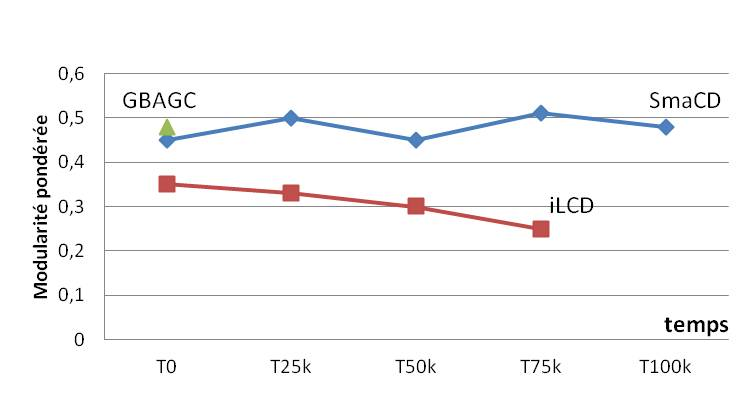 Modularité pondérée
0,6
0,5
0,4
0,3
0,2
0,1
0
GBAGC
SmaCD
iLCD
temps
T0 T25k T50k T75k T100k